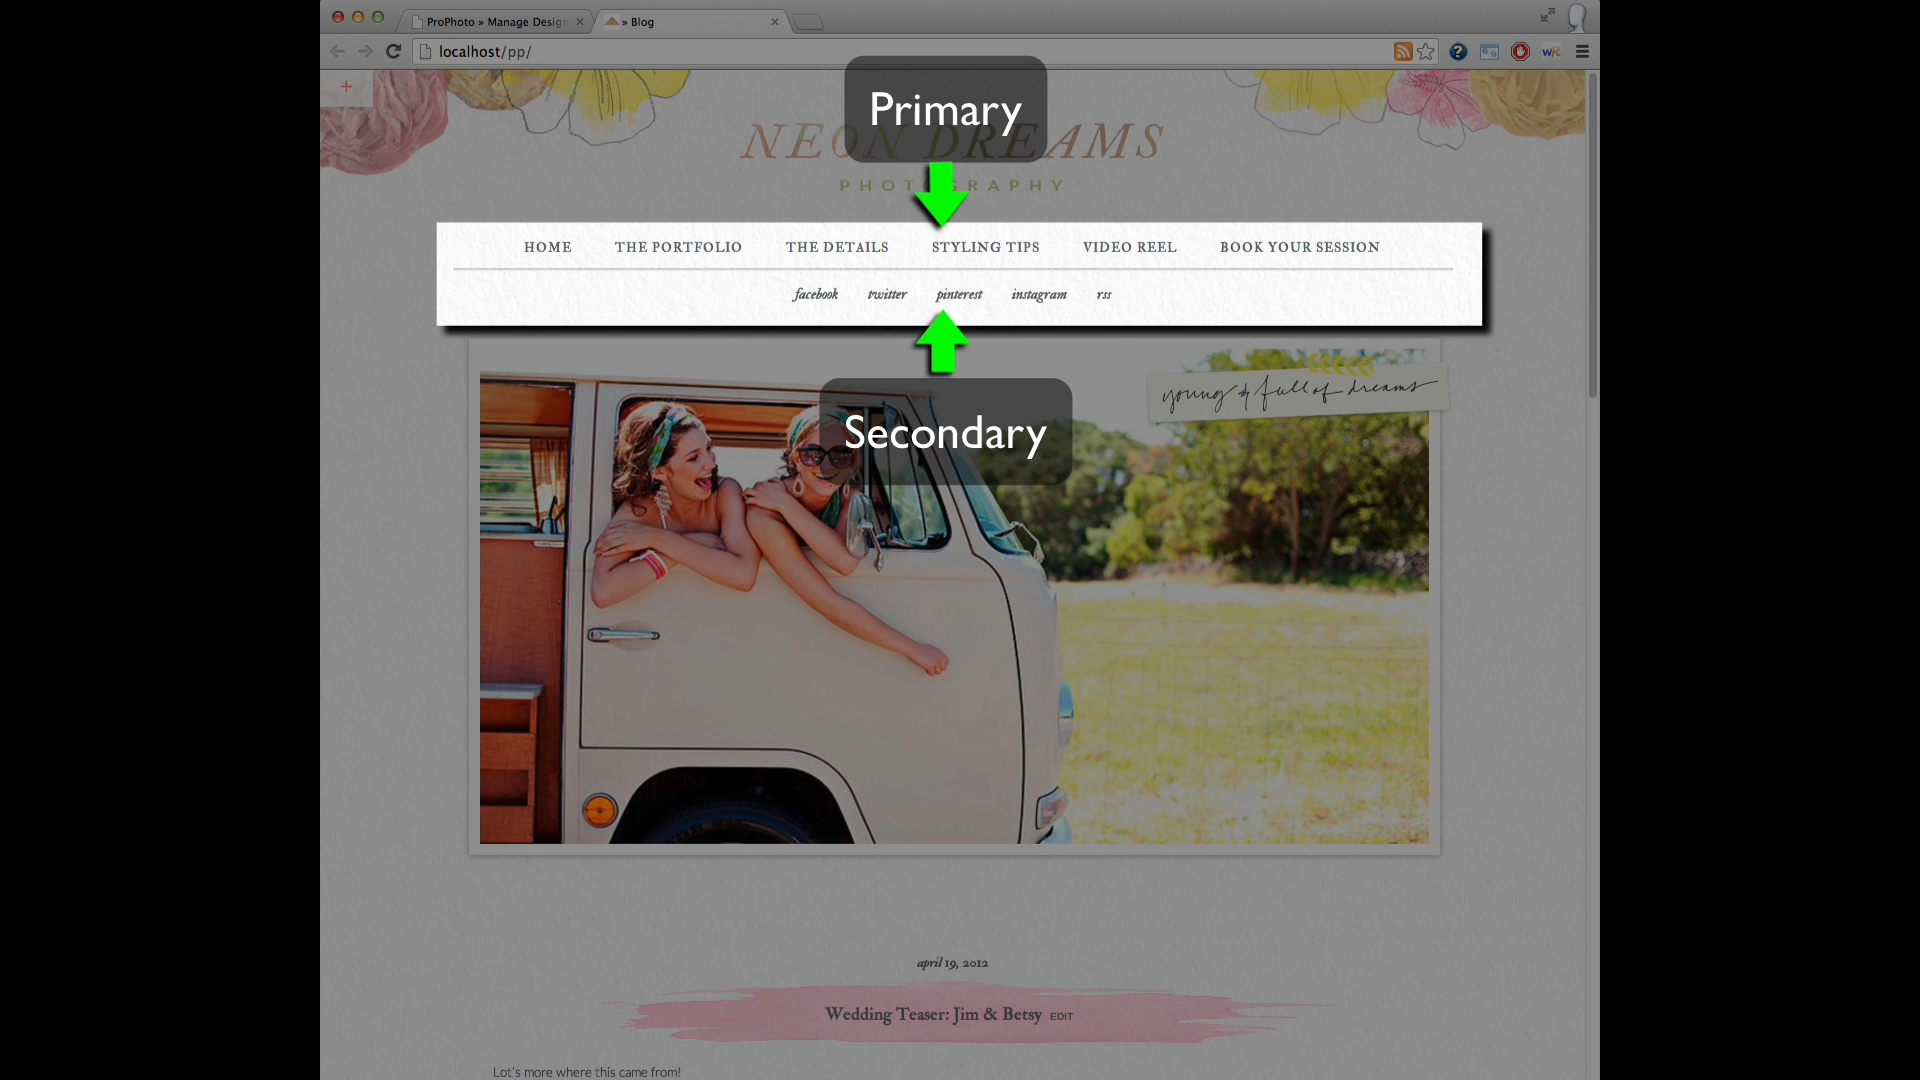 ProPhoto » Manage Design
» Blog
localhost/pp/
Primary
NEON DREAMS
PHOTOGRAPHY
HOME THE PORTFOLIO THE DETAILS STYLING TIPS VIDEO REEL BOOK YOUR SESSION
facebook twitter pinterest instagram rss
young & full of dreams
Secondary
april 19, 2012
Wedding Teaser: Jim & Betsy EDIT
Lot's more where this came from!